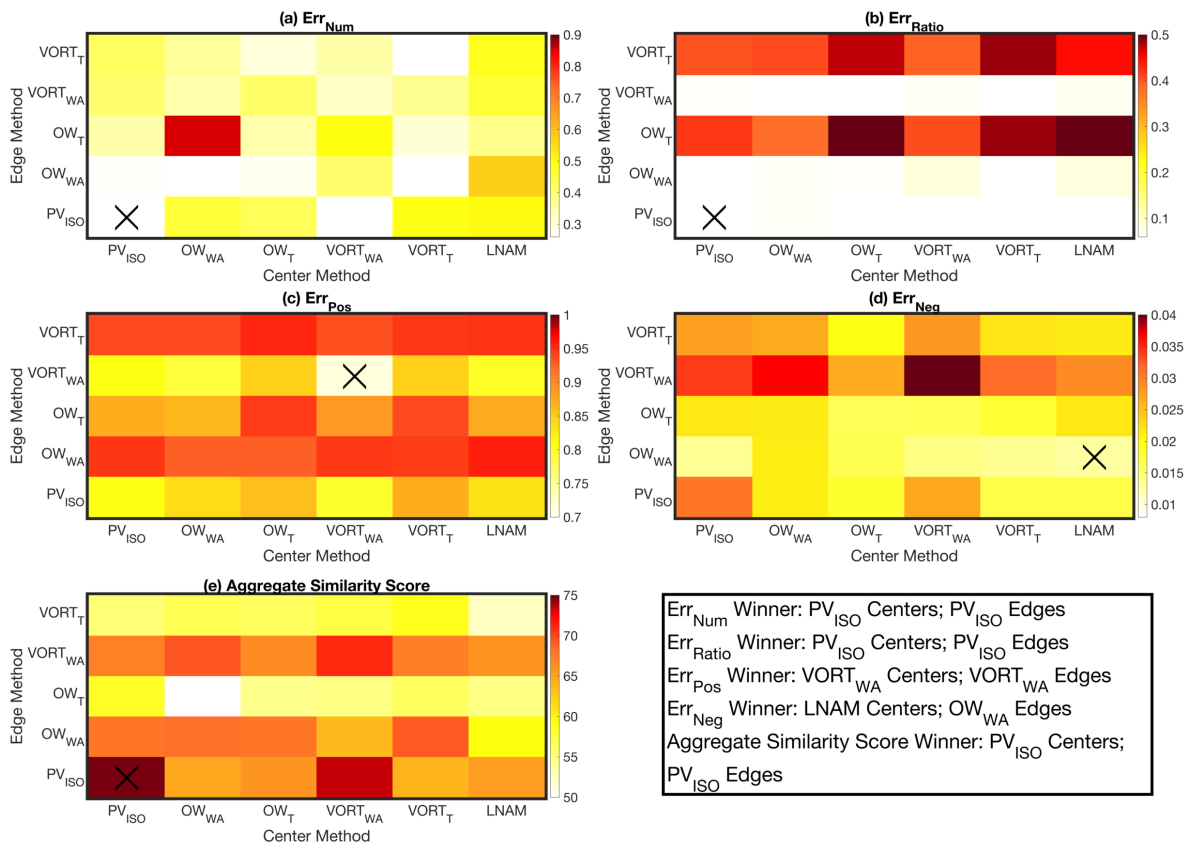 (a) Err_Num
VORT_T
VORT_WA
OW_T
OW_WA
PV_ISO
Edge Method
PV_ISO OW_WA OW_T VORT_WA VORT_T LNAM
Center Method
0.9
0.8
0.7
0.6
0.5
0.4
0.3
(b) Err_Ratio
VORT_T
VORT_WA
OW_T
OW_WA
PV_ISO
Edge Method
PV_ISO OW_WA OW_T VORT_WA VORT_T LNAM
Center Method
0.5
0.4
0.3
0.2
0.1
(c) Err_Pos
VORT_T
VORT_WA
OW_T
OW_WA
PV_ISO
Edge Method
PV_ISO OW_WA OW_T VORT_WA VORT_T LNAM
Center Method
1
0.95
0.9
0.85
0.8
0.75
0.7
(d) Err_Neg
VORT_T
VORT_WA
OW_T
OW_WA
PV_ISO
Edge Method
PV_ISO OW_WA OW_T VORT_WA VORT_T LNAM
Center Method
0.04
0.035
0.03
0.025
0.02
0.015
0.01
(e) Aggregate Similarity Score
VORT_T
VORT_WA
OW_T
OW_WA
PV_ISO
Edge Method
PV_ISO OW_WA OW_T VORT_WA VORT_T LNAM
Center Method
75
70
65
60
55
50
Err_Num Winner: PV_ISO Centers; PV_ISO Edges
Err_Ratio Winner: PV_ISO Centers; PV_ISO Edges
Err_Pos Winner: VORT_WA Centers; VORT_WA Edges
Err_Neg Winner: LNAM Centers; OW_WA Edges
Aggregate Similarity Score Winner: PV_ISO Centers;
PV_ISO Edges